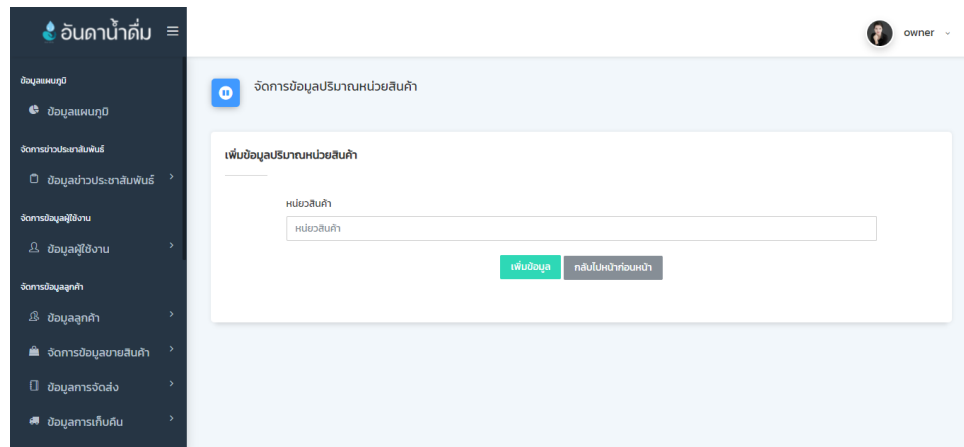 อันดาน้ำดื่ม
owner
ข้อมูลแผนภูมิ
ข้อมูลแผนภูมิ
จัดการข่าวประชาสัมพันธ์
ข้อมูลข่าวประชาสัมพันธ์
จัดการข้อมูลผู้ใช้งาน
ข้อมูลผู้ใช้งาน
จัดการข้อมูลลูกค้า
ข้อมูลลูกค้า
จัดการข้อมูลขายสินค้า
ข้อมูลการจัดส่ง
ข้อมูลการเก็บคืน
จัดการข้อมูลปริมาณหน่วยสินค้า
เพิ่มข้อมูลปริมาณหน่วยสินค้า
หน่ยวสินค้า
หน่ยวสินค้า
เพิ่มข้อมูล
กลับไปหน้าก่อนหน้า